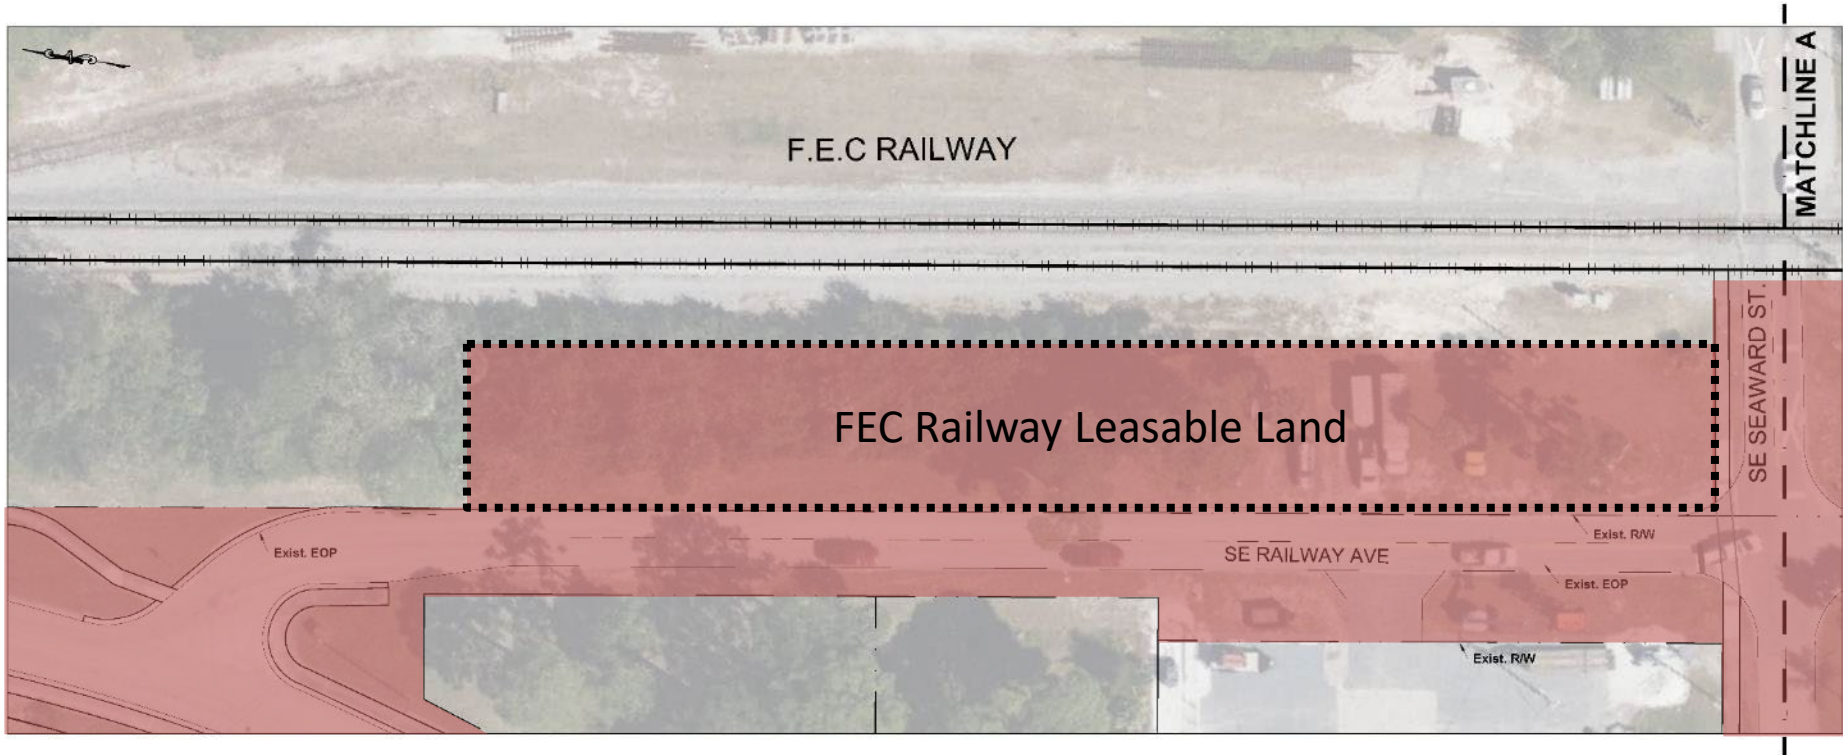 MATCHLINE A
F.E.C RAILWAY
SE SEAWARD ST.
FEC Railway Leasable Land
Exist. R/W
Exist. EOP
SE RAILWAY AVE
Exist. EOP
Exist. R/W